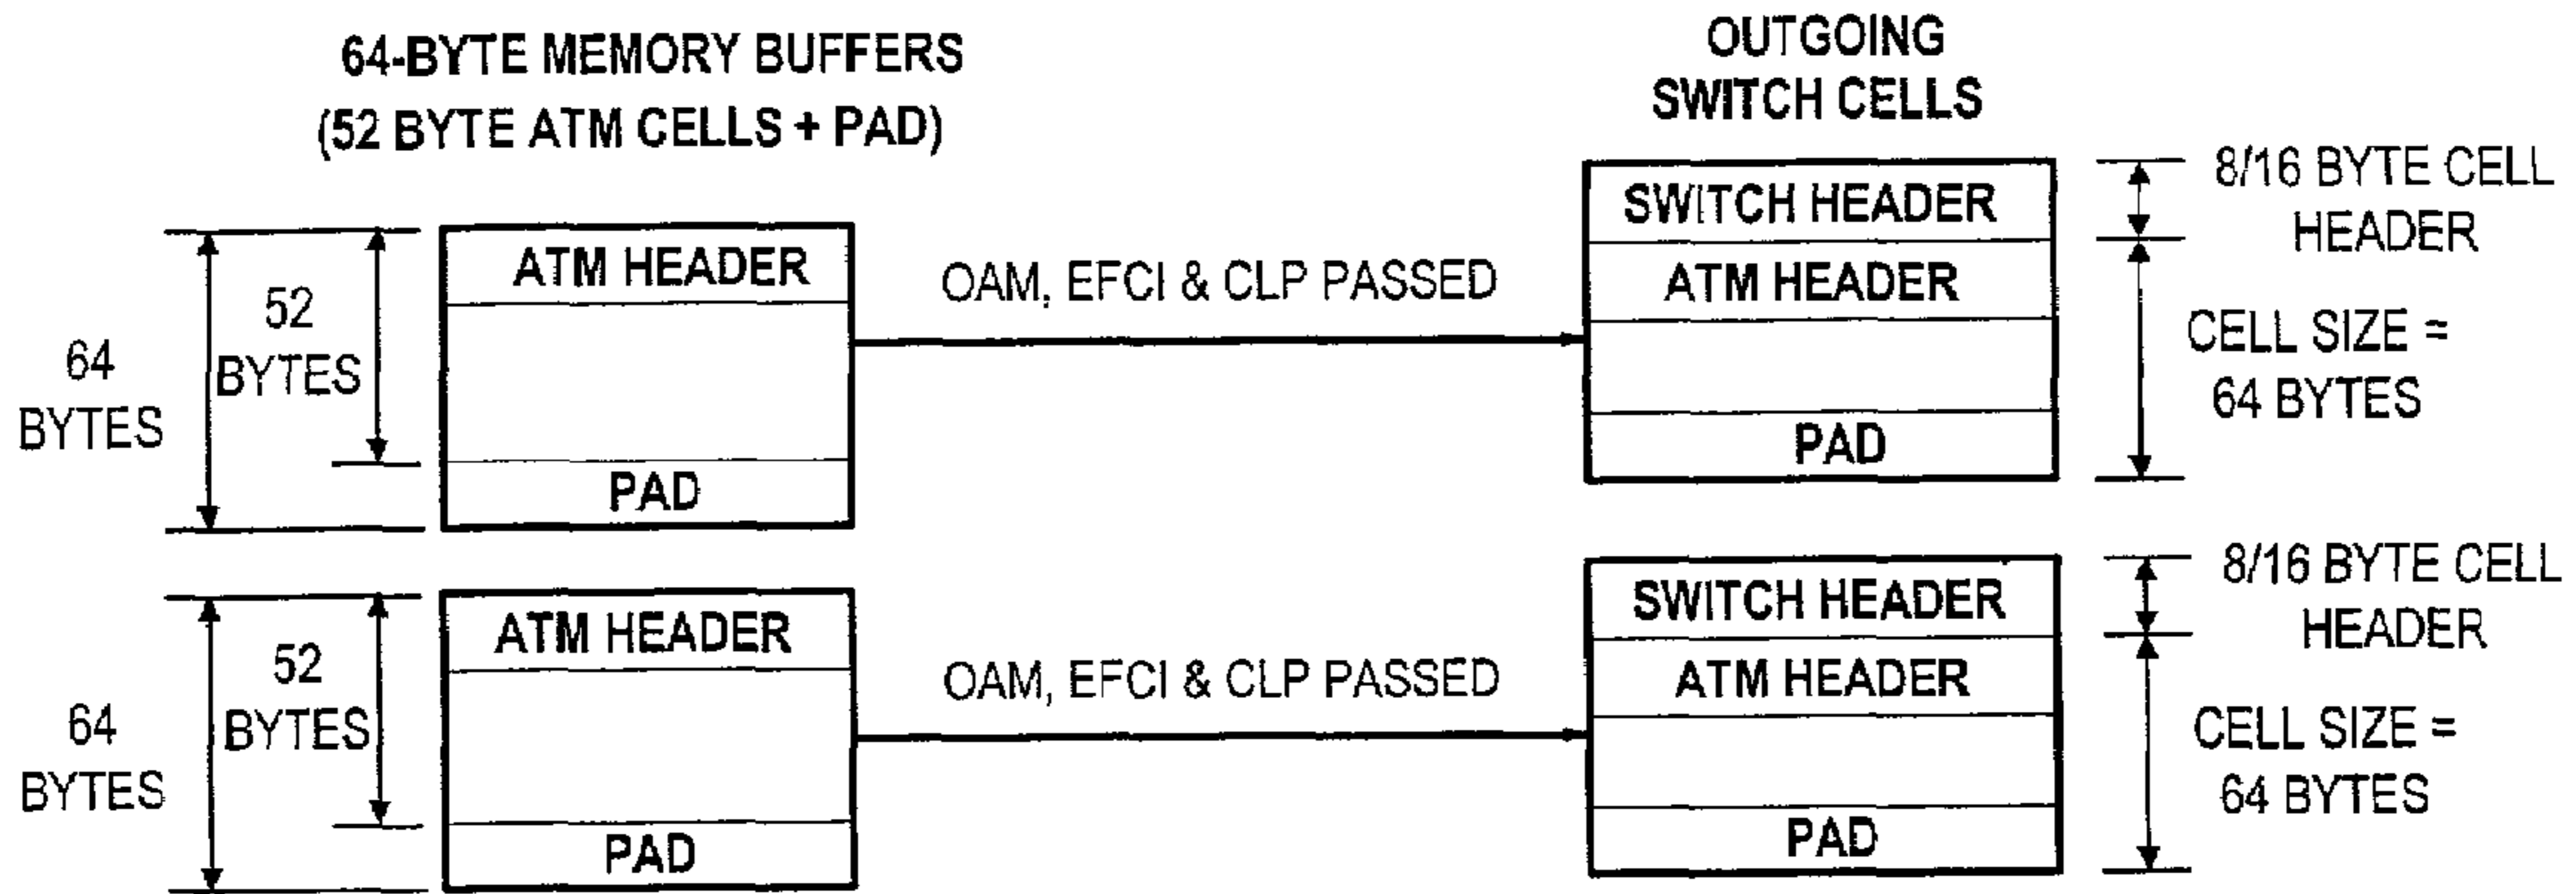 64-BYTE MEMORY BUFFERS
(52 BYTE ATM CELLS + PAD)
OUTGOING
SWITCH CELLS
64
BYTES
52
BYTES
ATM HEADER
PAD
OAM, EFCI & CLP PASSED
SWITCH HEADER
ATM HEADER
PAD
8/16 BYTE CELL
HEADER
CELL SIZE =
64 BYTES
64
BYTES
52
BYTES
ATM HEADER
PAD
OAM, EFCI & CLP PASSED
SWITCH HEADER
ATM HEADER
PAD
8/16 BYTE CELL
HEADER
CELL SIZE =
64 BYTES